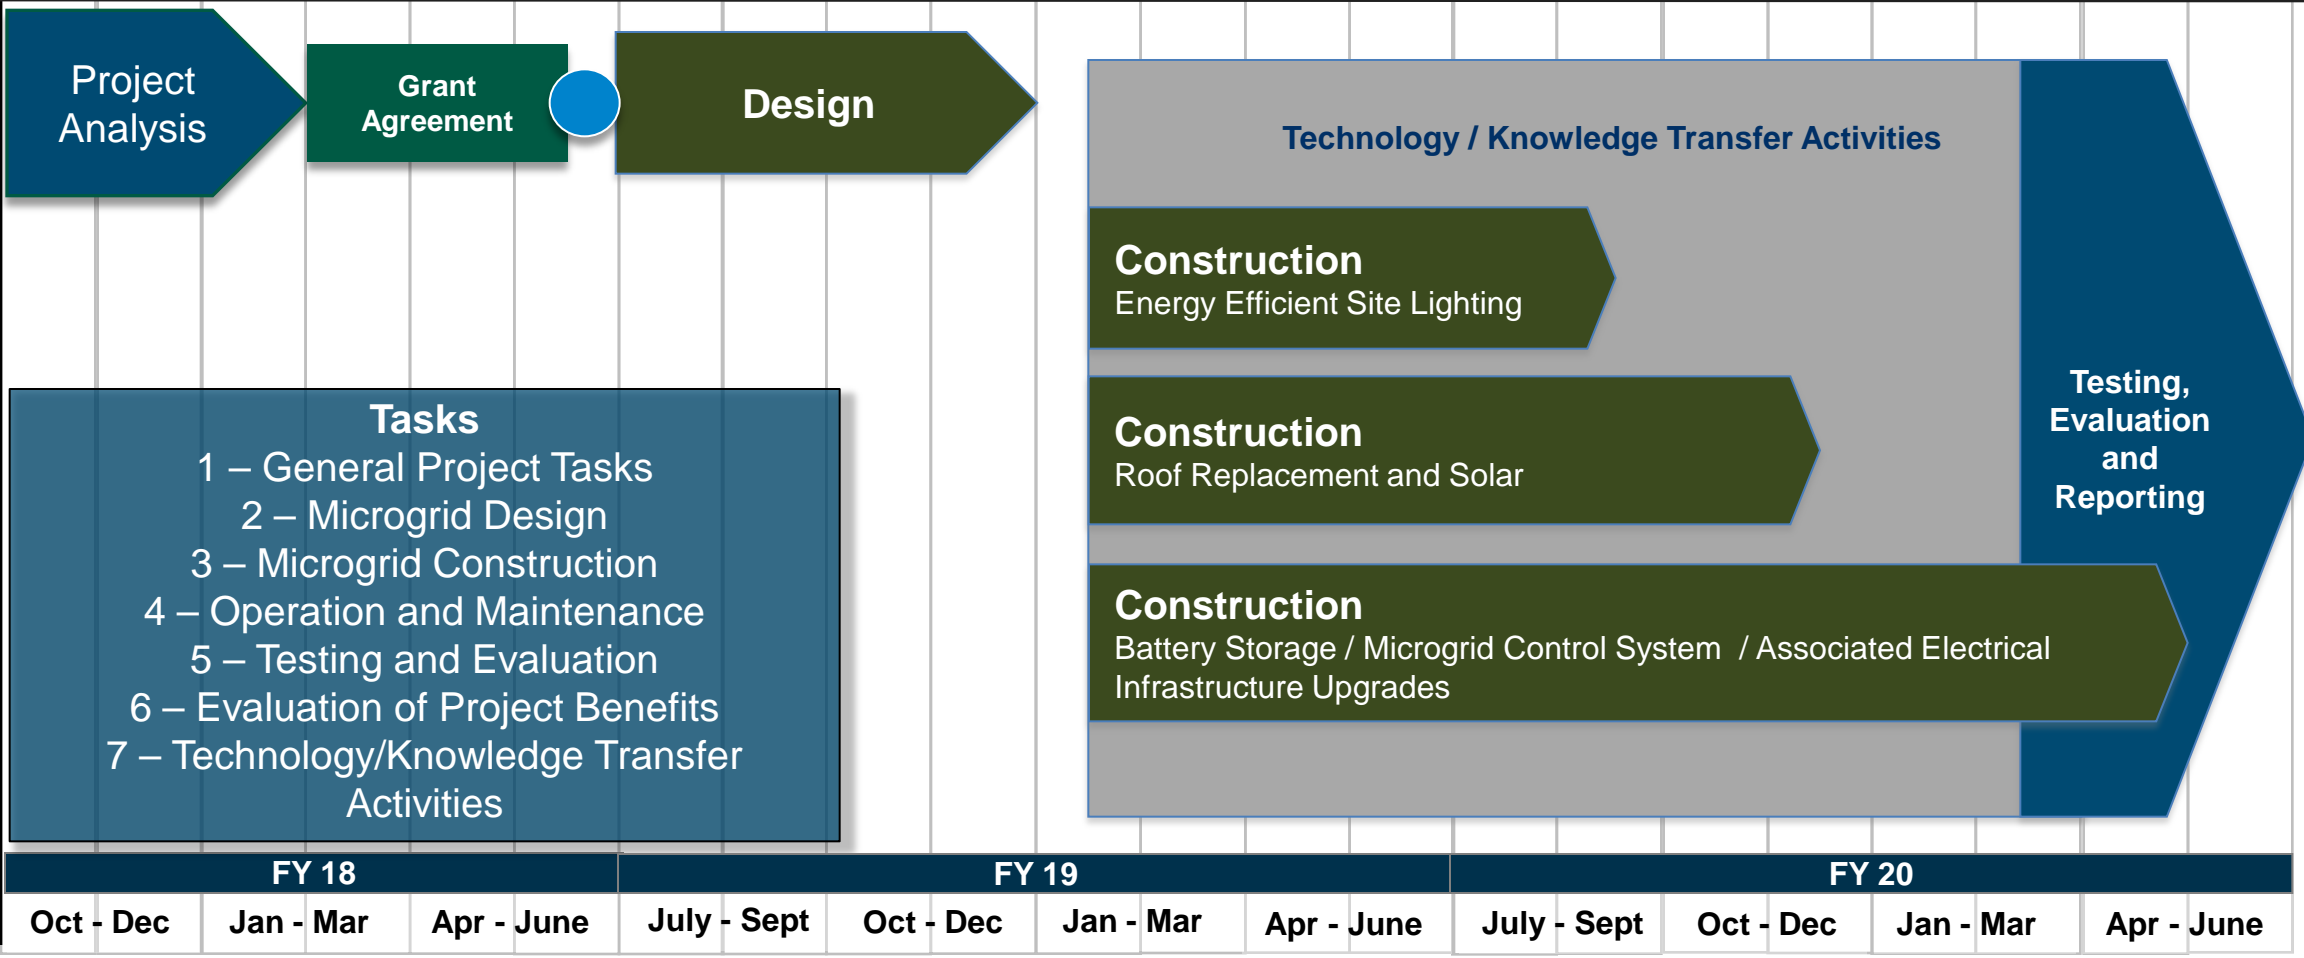 Project
Analysis
Grant
Agreement
Design
Technology / Knowledge Transfer Activities
Construction
Energy Efficient Site Lighting
Construction
Roof Replacement and Solar
Construction
Battery Storage / Microgrid Control System / Associated Electrical
Infrastructure Upgrades
Testing,
Evaluation
and
Reporting
Tasks
1 – General Project Tasks
2 – Microgrid Design
3 – Microgrid Construction
4 – Operation and Maintenance
5 – Testing and Evaluation
6 – Evaluation of Project Benefits
7 – Technology/Knowledge Transfer
Activities
FY 18 FY 19 FY 20
Oct - Dec Jan - Mar Apr - June July - Sept Oct - Dec Jan - Mar Apr - June July - Sept Oct - Dec Jan - Mar Apr - June